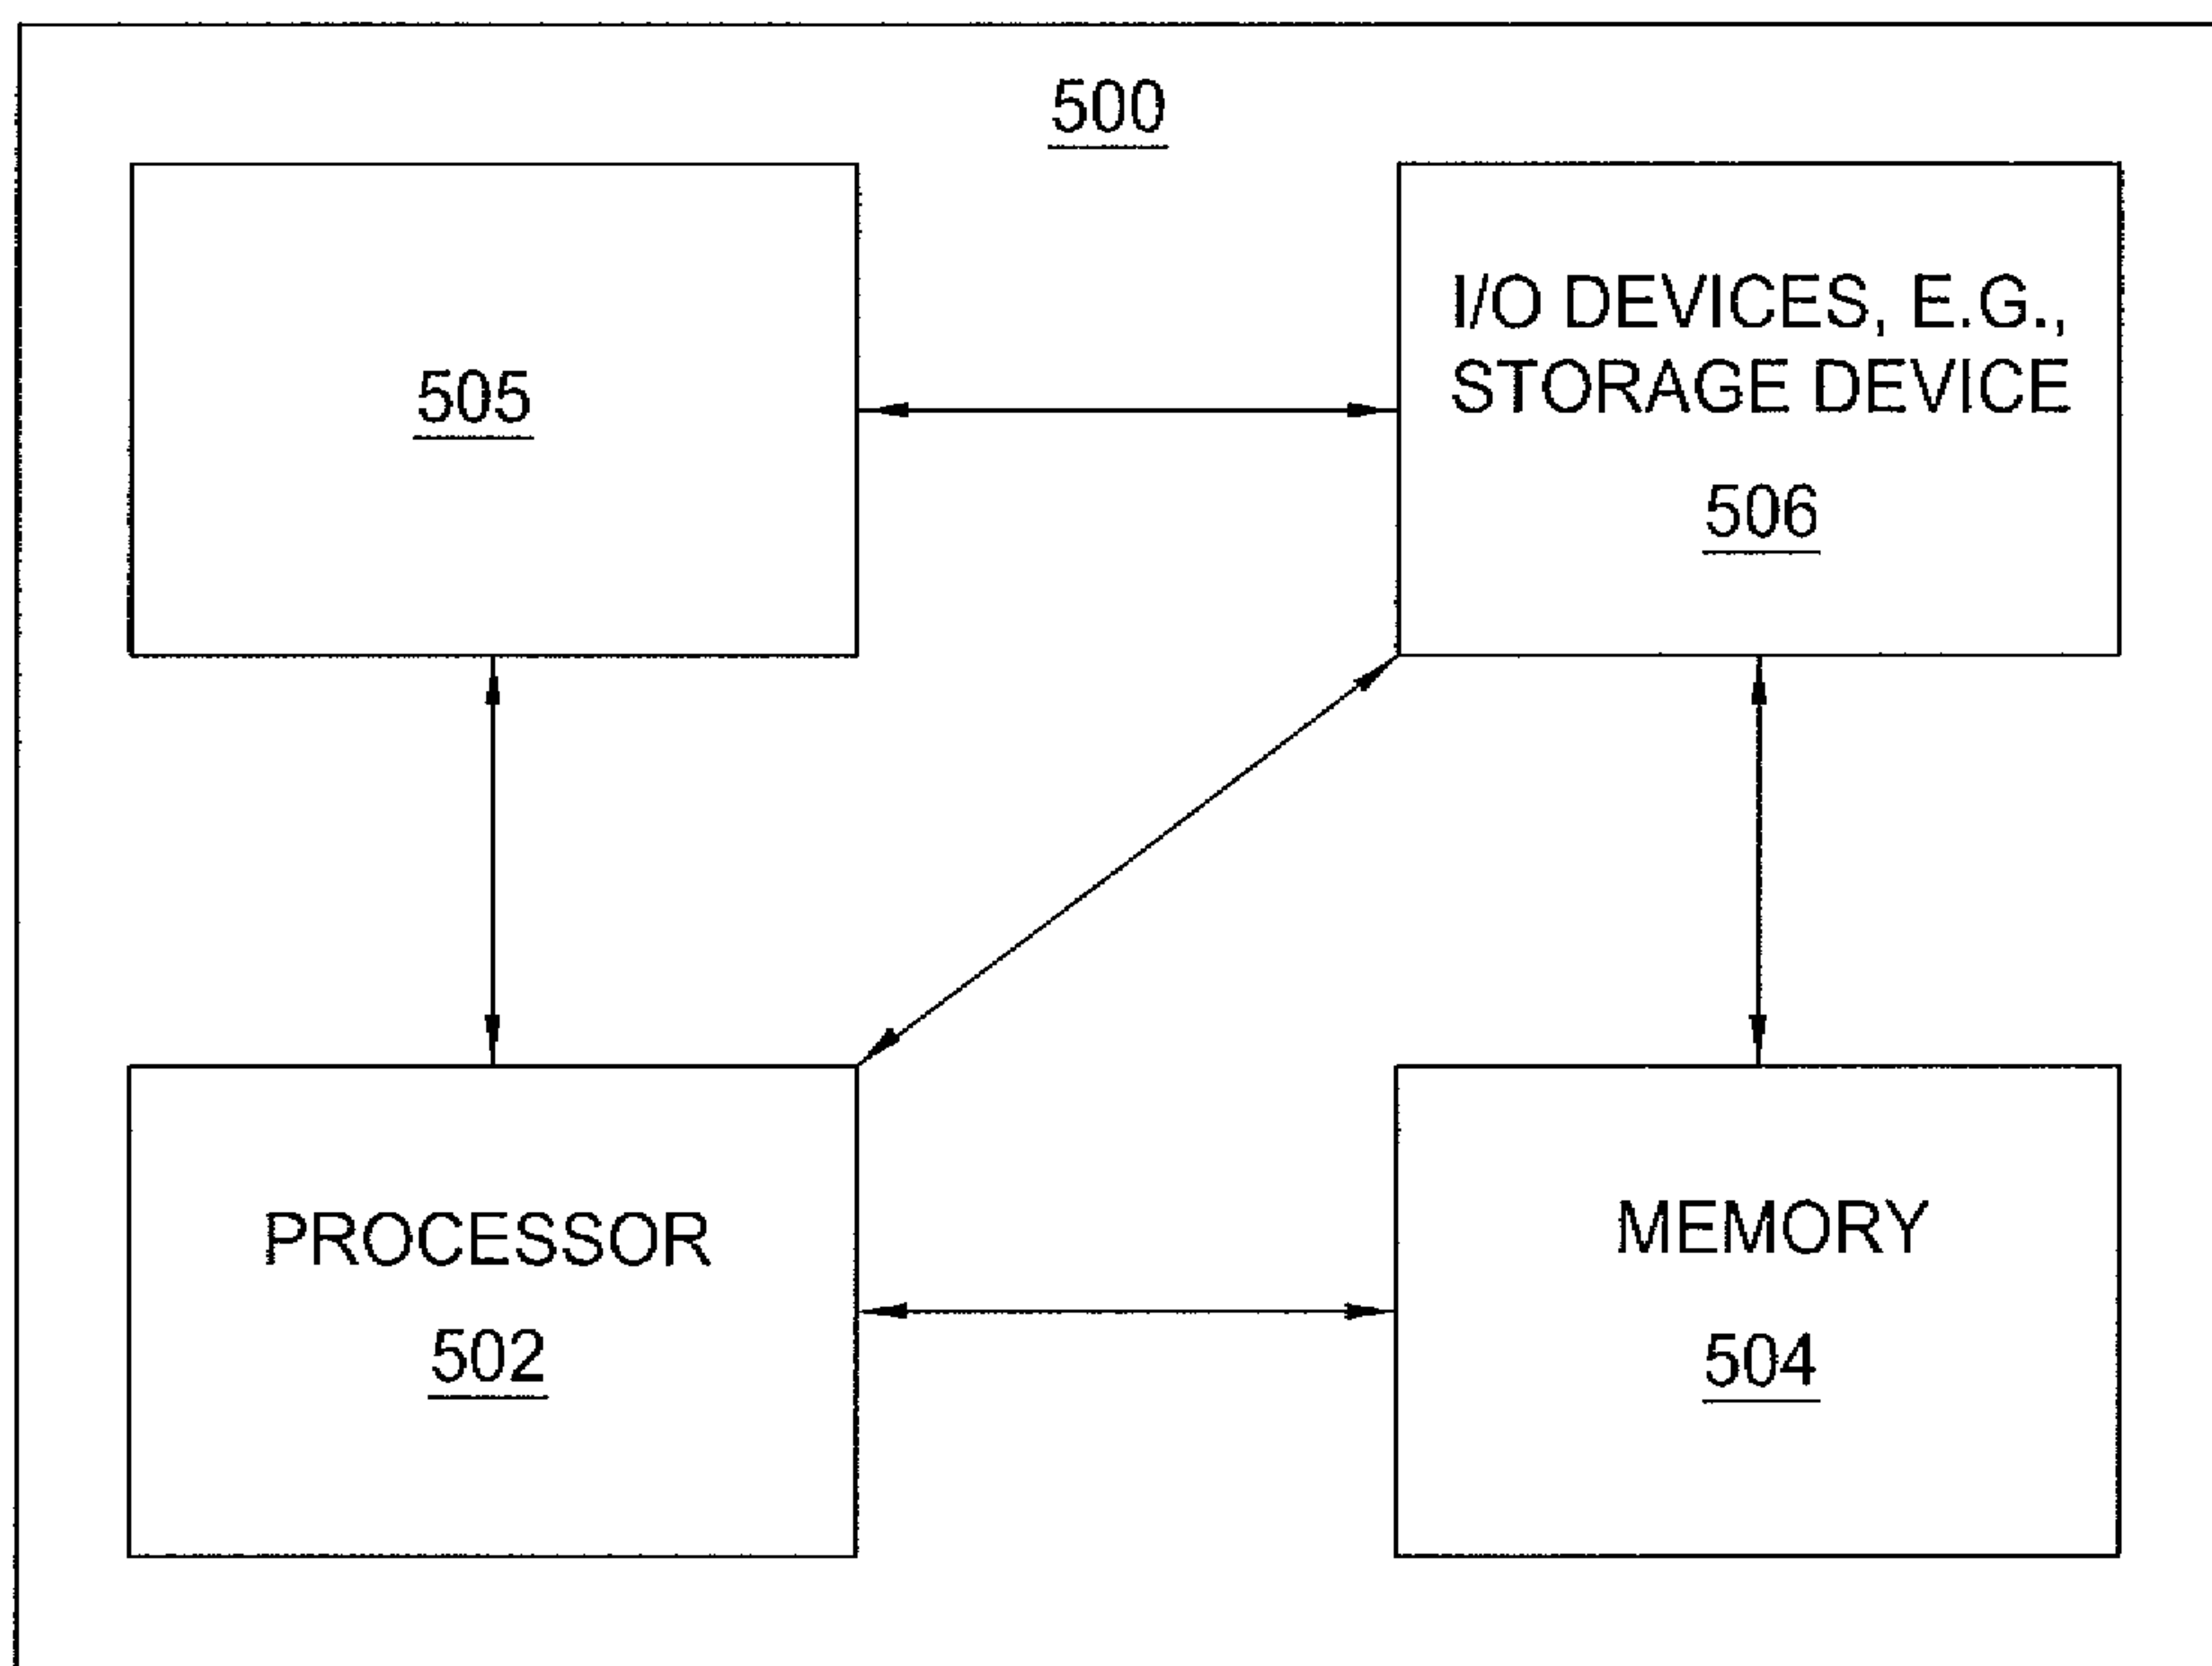 500
505
I/O DEVICES, E.G.,
STORAGE DEVICE
506
PROCESSOR
502
MEMORY
504